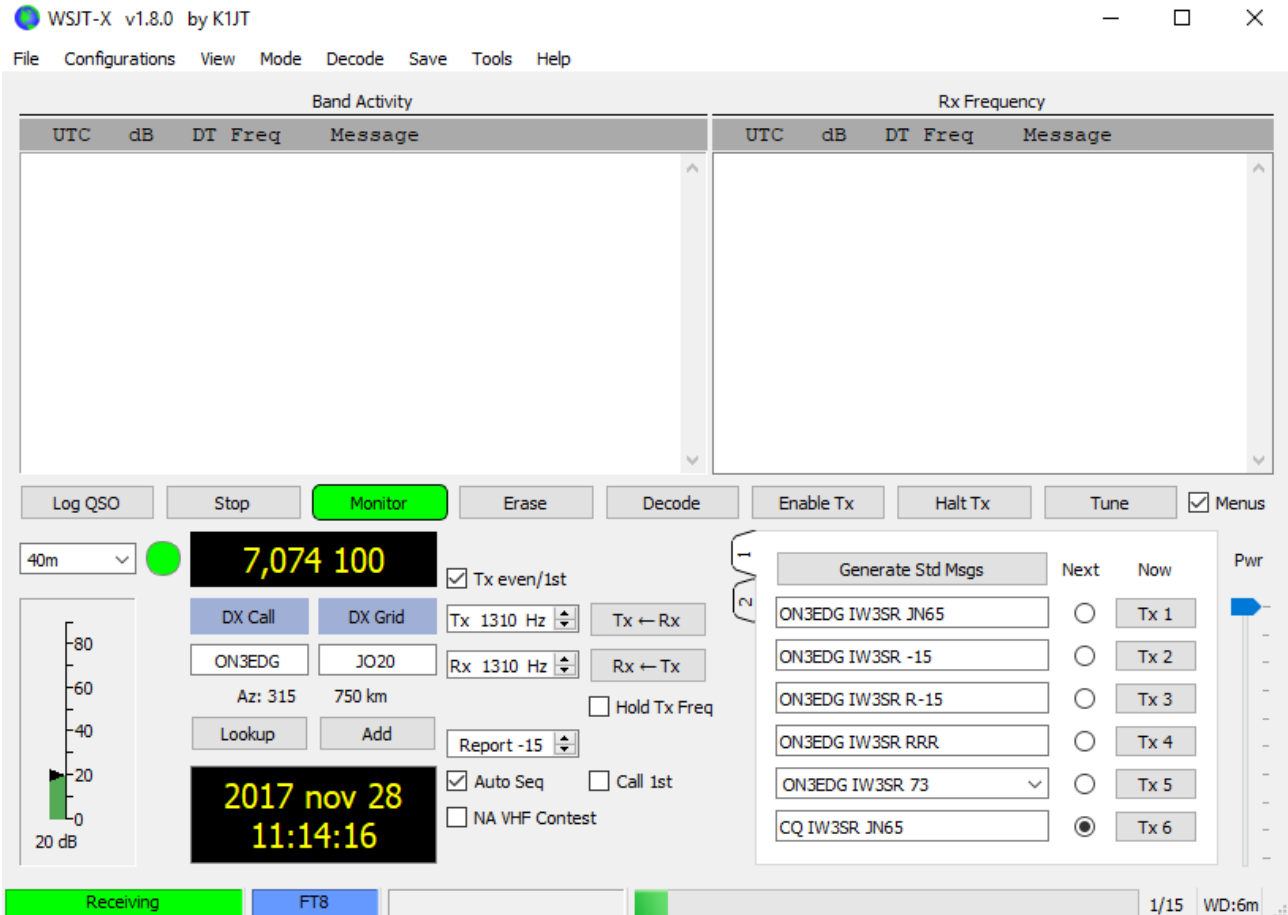 WSJT-X v1.8.0 by K1JT
File Configurations View Mode Decode Save Tools Help
Band Activity
Rx Frequency
UTC dB DT Freq Message
UTC dB DT Freq Message
Log QSO Stop Monitor Erase Decode Enable Tx Halt Tx Tune Menus
40m
7,074 100
Tx even/1st
DX Call DX Grid
Tx 1310 Hz
Tx ← Rx
ON3EDG JO20
Rx 1310 Hz
Rx ← Tx
Az: 315 750 km
Hold Tx Freq
Lookup Add
Report -15
Auto Seq
Call 1st
NA VHF Contest
2017 nov 28
11:14:16
80
60
40
20
0
20 dB
1
2
Generate Std Msgs Next Now
ON3EDG IW3SR JN65 Tx 1
ON3EDG IW3SR -15 Tx 2
ON3EDG IW3SR R-15 Tx 3
ON3EDG IW3SR RRR Tx 4
ON3EDG IW3SR 73 Tx 5
CQ IW3SR JN65 Tx 6
Pwr
Receiving FT8 1/15 WD:6m